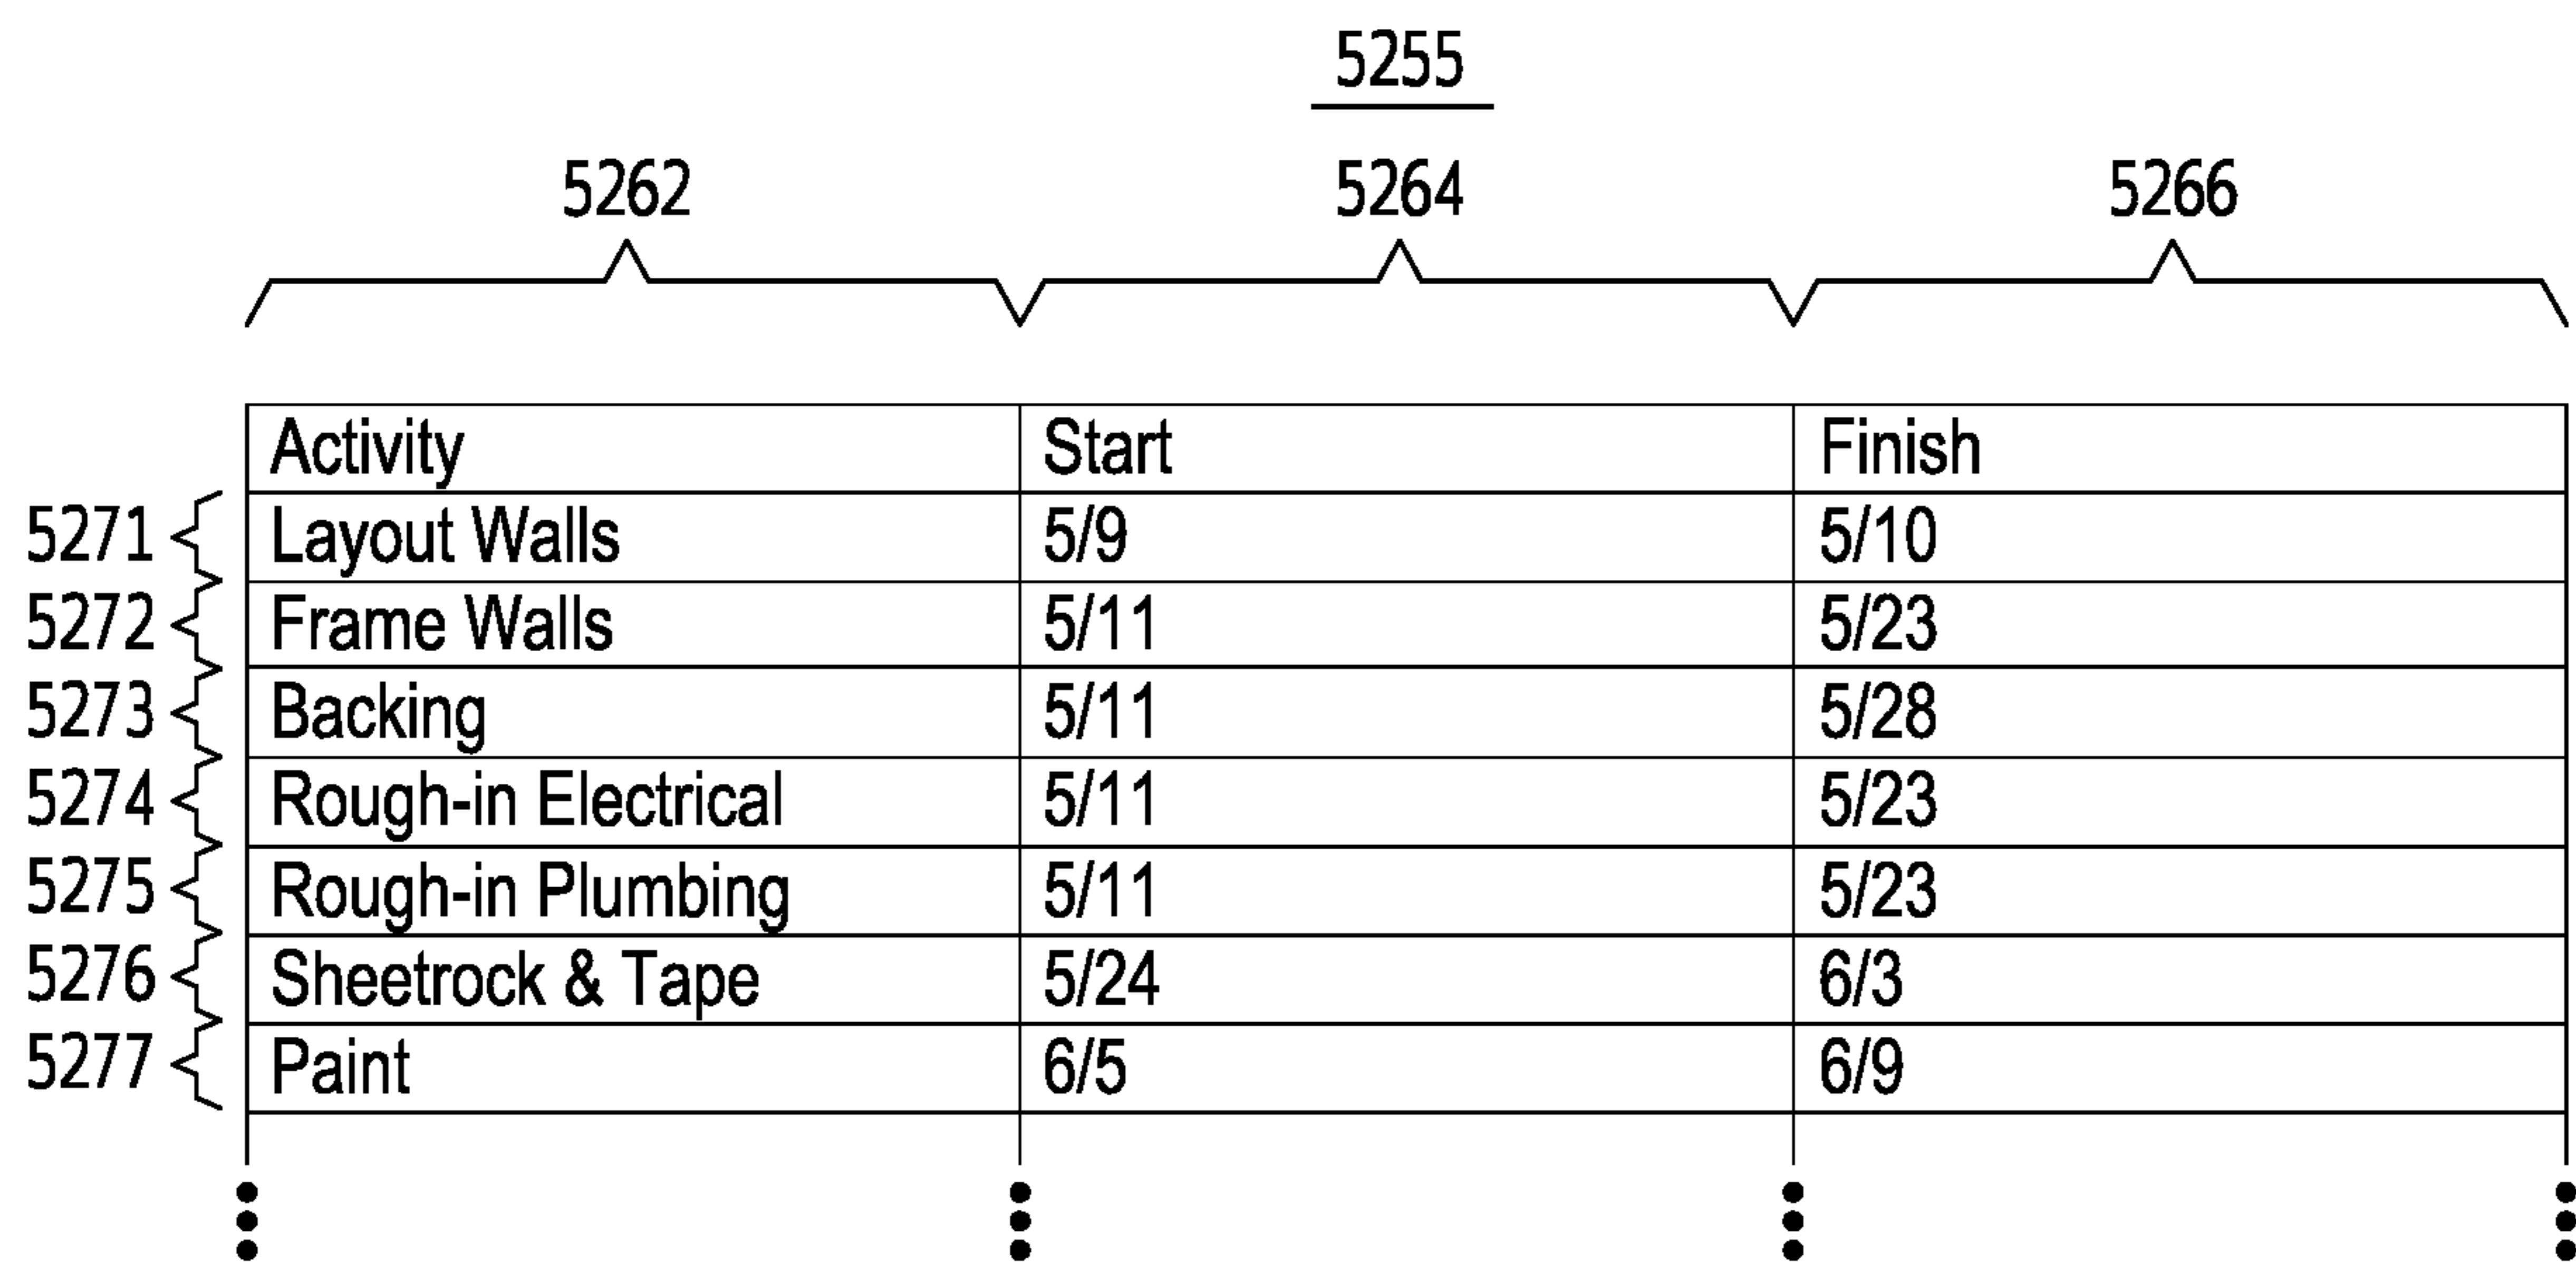 5255
5262 5264 5266
Activity Start Finish
5271 Layout Walls 5/9 5/10
5272 Frame Walls 5/11 5/23
5273 Backing 5/11 5/28
5274 Rough-in Electrical 5/11 5/23
5275 Rough-in Plumbing 5/11 5/23
5276 Sheetrock & Tape 5/24 6/3
5277 Paint 6/5 6/9